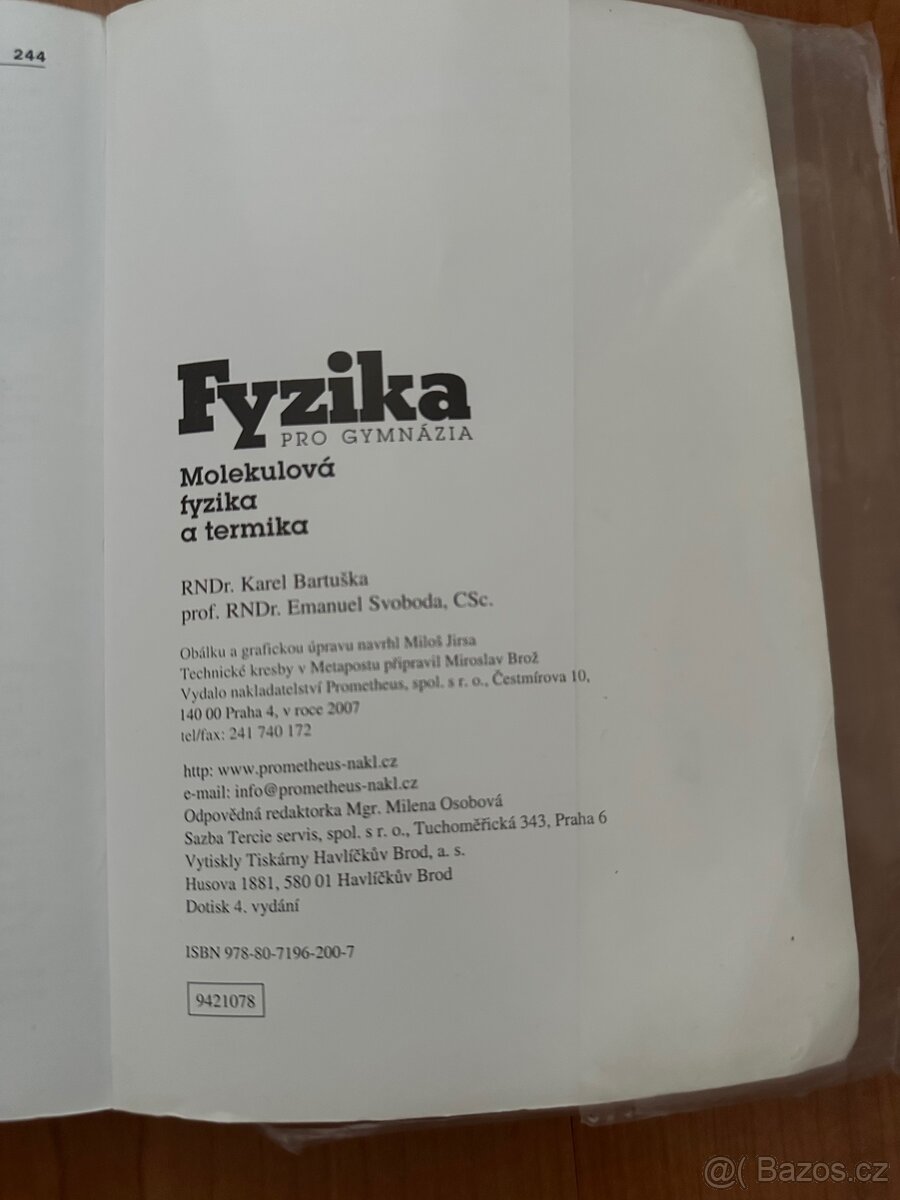 244
Fyzika
PRO GYMNÁZIA
Molekulová
fyzika
a termika
RNDr. Karel Bartuška
prof. RNDr. Emanuel Svoboda, CSc.
Obálku a grafickou úpravu navrhl Miloš Jirsa
Technické kresby v Metapostu připravil Miroslav Brož
Vydalo nakladatelství Prometheus, spol. s r. o., Čestmírova 10,
140 00 Praha 4, v roce 2007
tel/fax: 241 740 172
http: www.prometheus-nakl.cz
e-mail: info@prometheus-nakl.cz
Odpovědná redaktorka Mgr. Milena Osobová
Sazba Tercie servis, spol. s r. o., Tuchoměřická 343, Praha 6
Vytiskly Tiskárny Havlíčkův Brod, a. s.
Husova 1881, 580 01 Havlíčkův Brod
Dotisk 4. vydání
ISBN 978-80-7196-200-7
9421078
@( Bazos.cz